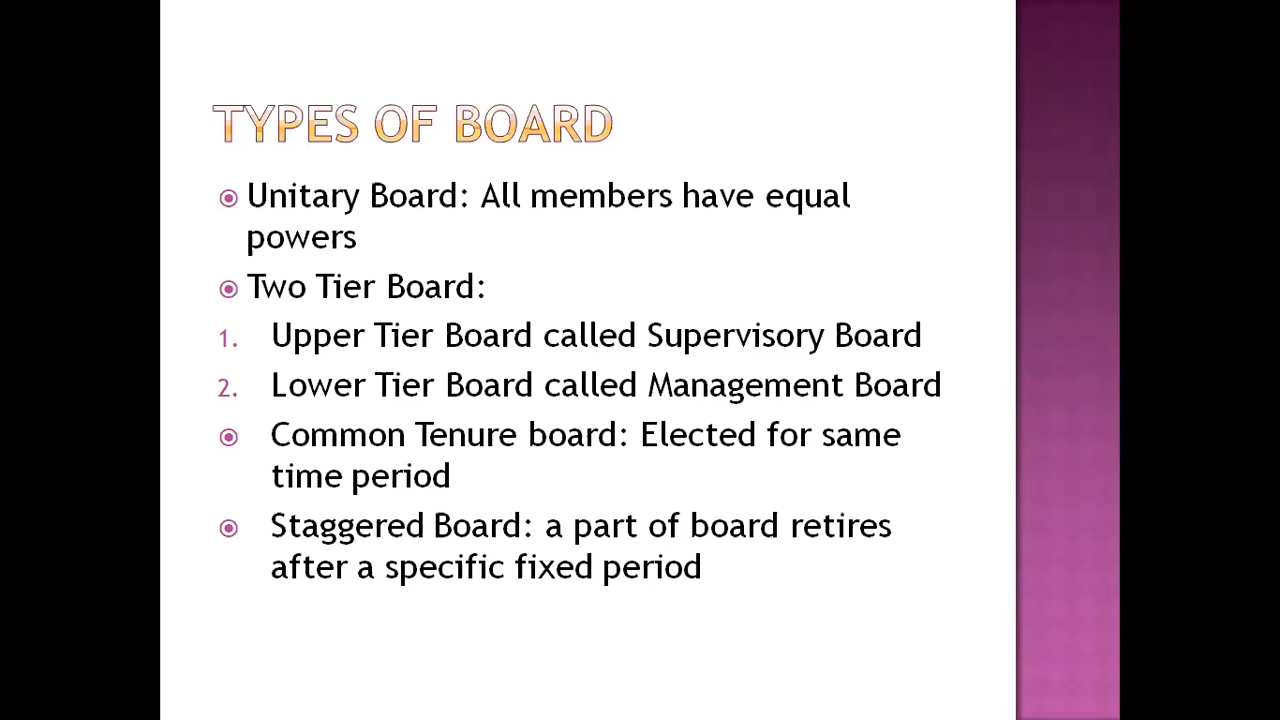 TYPES OF BOARD
Unitary Board: All members have equal
powers
Two Tier Board:
1. Upper Tier Board called Supervisory Board
2. Lower Tier Board called Management Board
Common Tenure board: Elected for same
time period
Staggered Board: a part of board retires
after a specific fixed period